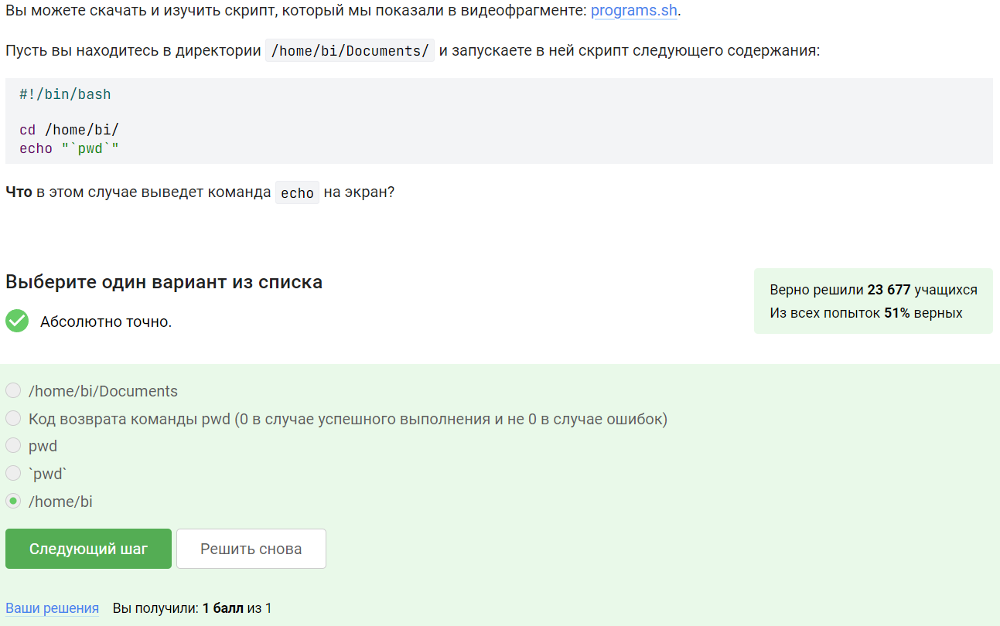 Вы можете скачать и изучить скрипт, который мы показали в видеофрагменте: programs.sh.
Пусть вы находитесь в директории /home/bi/Documents/ и запускаете в ней скрипт следующего содержания:
#!/bin/bash
cd /home/bi/
echo "`pwd`"
Что в этом случае выведет команда echo на экран?
Выберите один вариант из списка
Верно решили 23 677 учащихся
Из всех попыток 51% верных
Абсолютно точно.
/home/bi/Documents
Код возврата команды pwd (0 в случае успешного выполнения и не 0 в случае ошибок)
pwd
`pwd`
/home/bi
Следующий шаг
Решить снова
Ваши решения Вы получили: 1 балл из 1